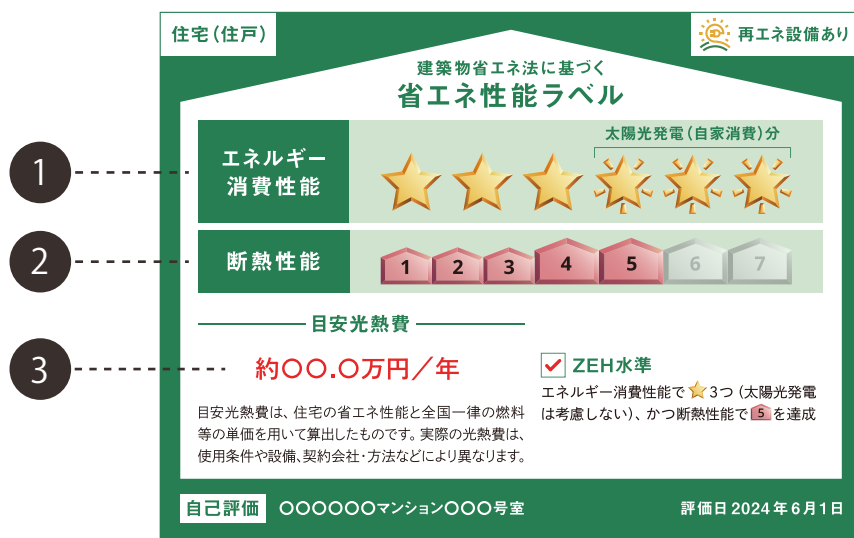 住宅（住戸）
再エネ設備あり
建築物省エネ法に基づく
省エネ性能ラベル
1
エネルギー
消費性能
太陽光発電（自家消費）分
2
断熱性能
1 2 3 4 5 6 7
目安光熱費
3
約〇〇.〇万円／年
目安光熱費は、住宅の省エネ性能と全国一律の燃料
等の単価を用いて算出したものです。実際の光熱費は、
使用条件や設備、契約会社・方法などにより異なります。
ZEH水準
エネルギー消費性能で★3つ（太陽光発電
は考慮しない）、かつ断熱性能で5を達成
自己評価
〇〇〇〇〇〇マンション〇〇〇号室
評価日 2024年6月1日